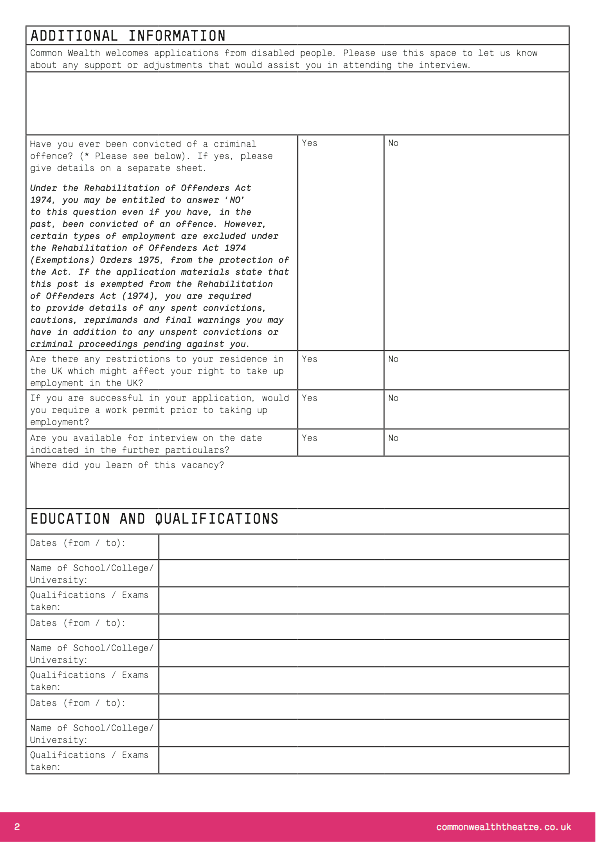 ADDITIONAL INFORMATION
Common Wealth welcomes applications from disabled people. Please use this space to let us know
about any support or adjustments that would assist you in attending the interview.
Have you ever been convicted of a criminal
offence? (* Please see below). If yes, please
give details on a separate sheet.
Yes
No
Under the Rehabilitation of Offenders Act
1974, you may be entitled to answer ‘NO’
to this question even if you have, in the
past, been convicted of an offence. However,
certain types of employment are excluded under
the Rehabilitation of Offenders Act 1974
(Exemptions) Orders 1975, from the protection of
the Act. If the application materials state that
this post is exempted from the Rehabilitation
of Offenders Act (1974), you are required
to provide details of any spent convictions,
cautions, reprimands and final warnings you may
have in addition to any unspent convictions or
criminal proceedings pending against you.
Are there any restrictions to your residence in
the UK which might affect your right to take up
employment in the UK?
Yes
No
If you are successful in your application, would
you require a work permit prior to taking up
employment?
Yes
No
Are you available for interview on the date
indicated in the further particulars?
Yes
No
Where did you learn of this vacancy?
EDUCATION AND QUALIFICATIONS
Dates (from / to):
Name of School/College/
University:
Qualifications / Exams
taken:
Dates (from / to):
Name of School/College/
University:
Qualifications / Exams
taken:
Dates (from / to):
Name of School/College/
University:
Qualifications / Exams
taken:
2
commonwealththeatre.co.uk